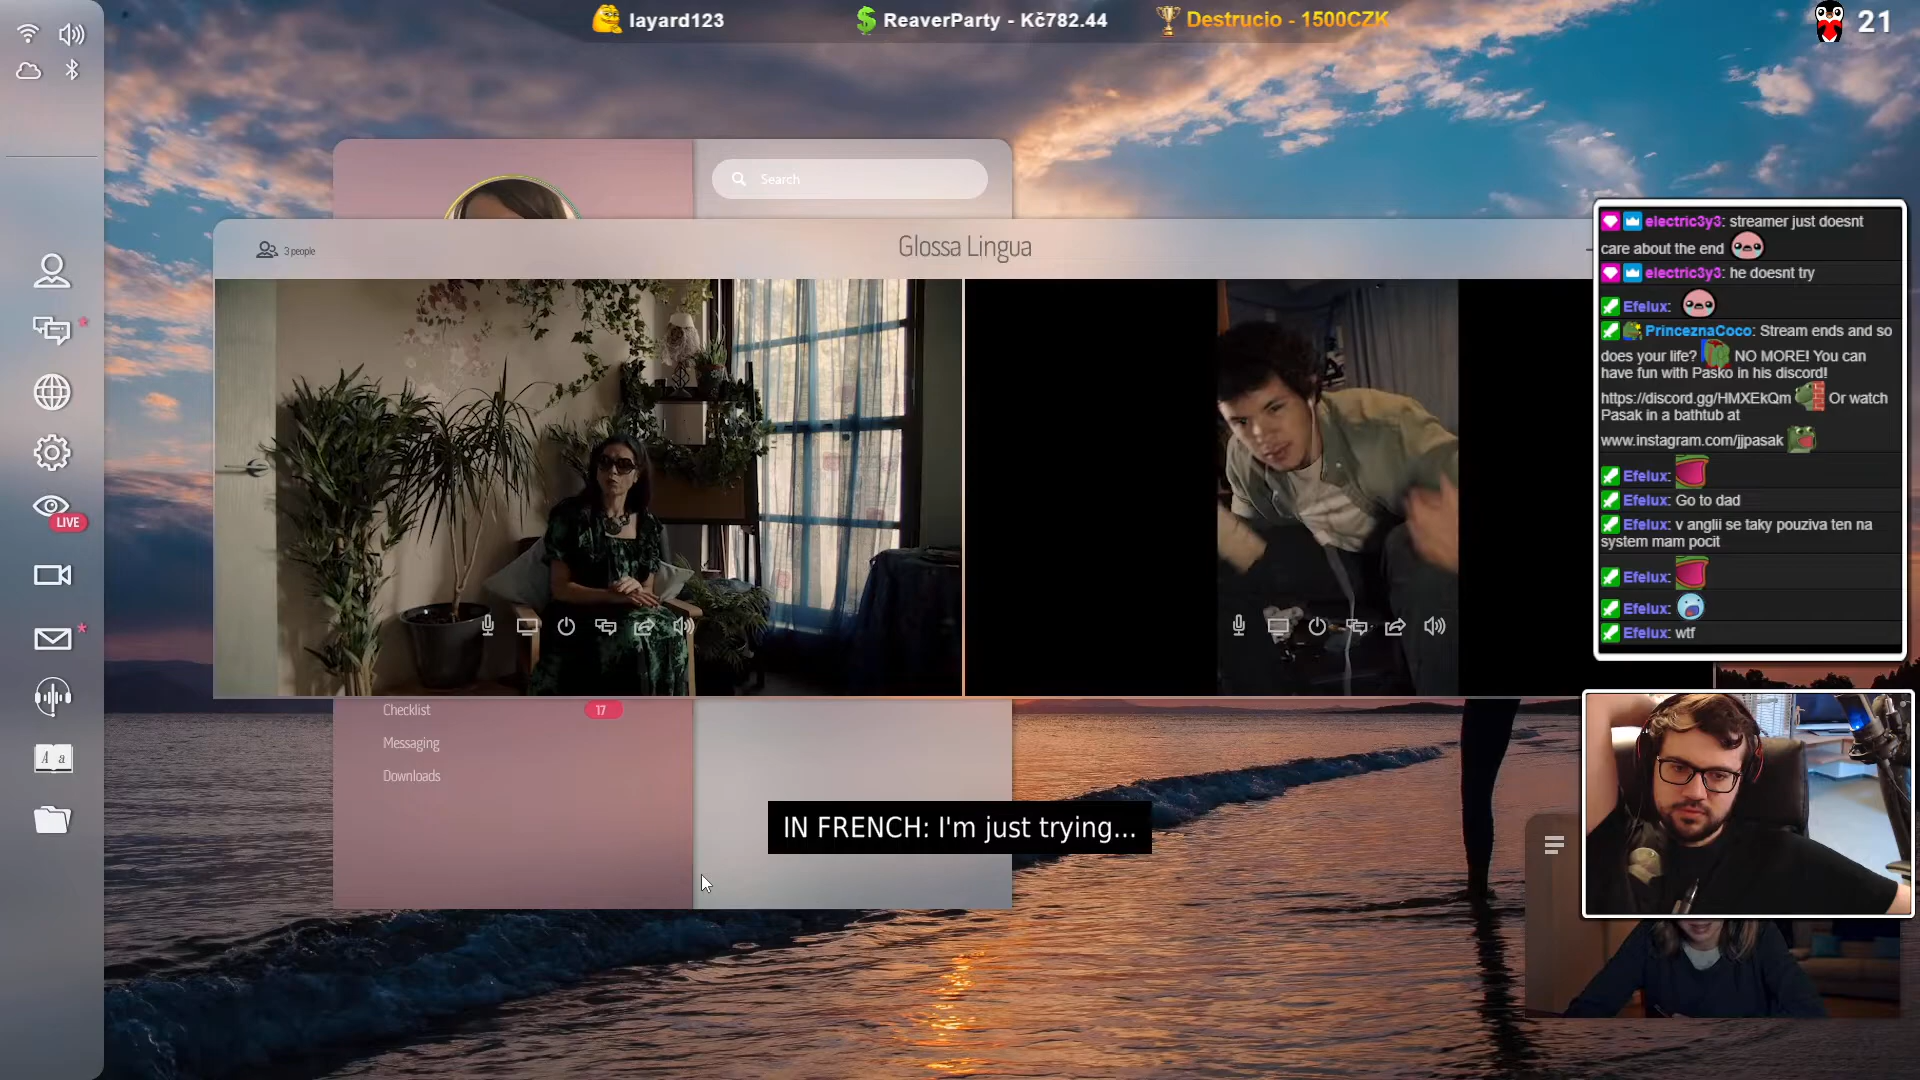 layard123
ReaverParty - Kč782.44
Destrucio - 1500CZK
21
Search
3 people
Glossa Lingua
LIVE
A a
Checklist
17
Messaging
Downloads
IN FRENCH: I'm just trying...
electric3y3: streamer just doesnt
care about the end
electric3y3: he doesnt try
Efelux:
PrinceznaCoco: Stream ends and so
does your life? NO MORE! You can
have fun with Pasko in his discord!
https://discord.gg/HMXEkQm Or watch
Pasak in a bathtub at
www.instagram.com/jjpasak
Efelux:
Efelux: Go to dad
Efelux: v anglii se taky pouziva ten na
system mam pocit
Efelux:
Efelux:
Efelux: wtf